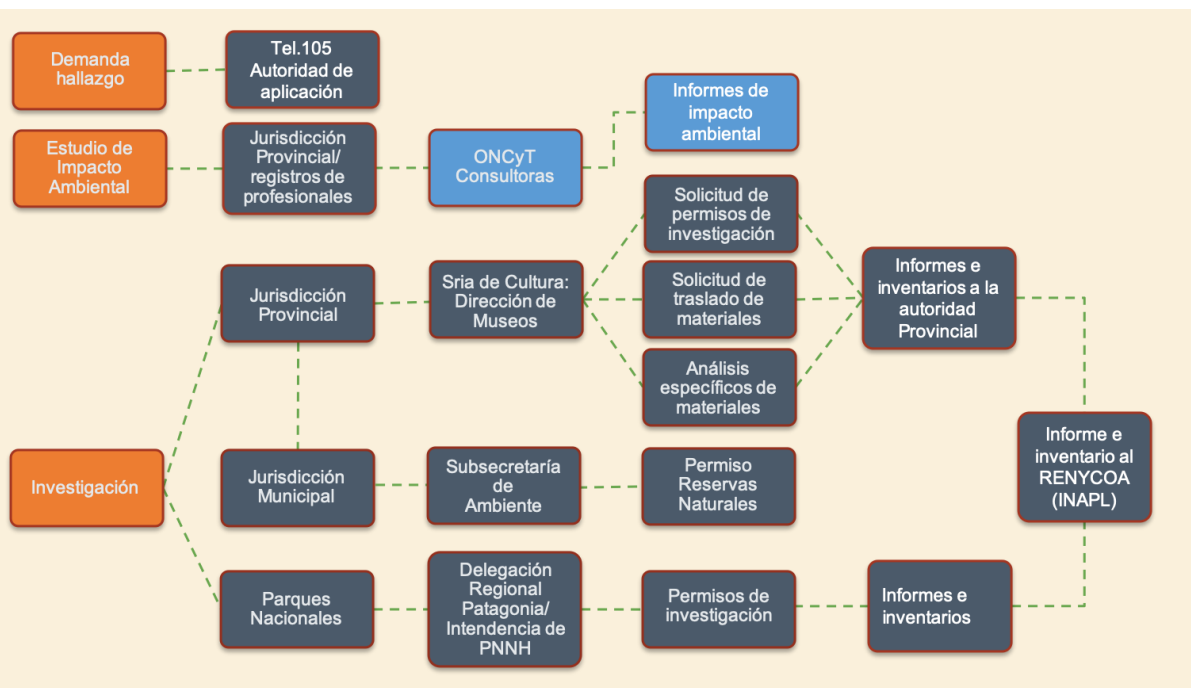 Demanda
hallazgo
Tel.105
Autoridad de
aplicación
Informes de
impacto
ambiental
Estudio de
Impacto
Ambiental
Jurisdicción
Provincial/
registros de
profesionales
ONCyT
Consultoras
Solicitud de
permisos de
investigación
Jurisdicción
Provincial
Sria de Cultura:
Dirección de
Museos
Solicitud de
traslado de
materiales
Informes e
inventarios a la
autoridad
Provincial
Análisis
específicos de
materiales
Investigación
Jurisdicción
Municipal
Subsecretaría
de
Ambiente
Permiso
Reservas
Naturales
Informe e
inventario al
RENYCOA
(INAPL)
Parques
Nacionales
Delegación
Regional
Patagonia/
Intendencia de
PNNH
Permisos de
investigación
Informes e
inventarios